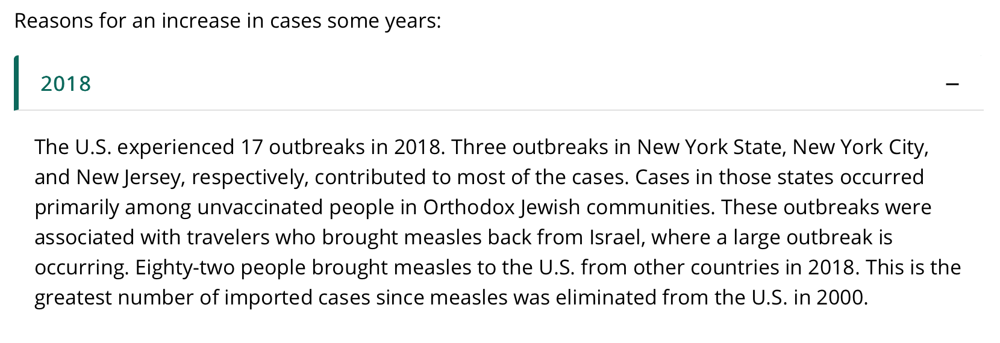 Reasons for an increase in cases some years:
2018
The U.S. experienced 17 outbreaks in 2018. Three outbreaks in New York State, New York City,
and New Jersey, respectively, contributed to most of the cases. Cases in those states occurred
primarily among unvaccinated people in Orthodox Jewish communities. These outbreaks were
associated with travelers who brought measles back from Israel, where a large outbreak is
occurring. Eighty-two people brought measles to the U.S. from other countries in 2018. This is the
greatest number of imported cases since measles was eliminated from the U.S. in 2000.